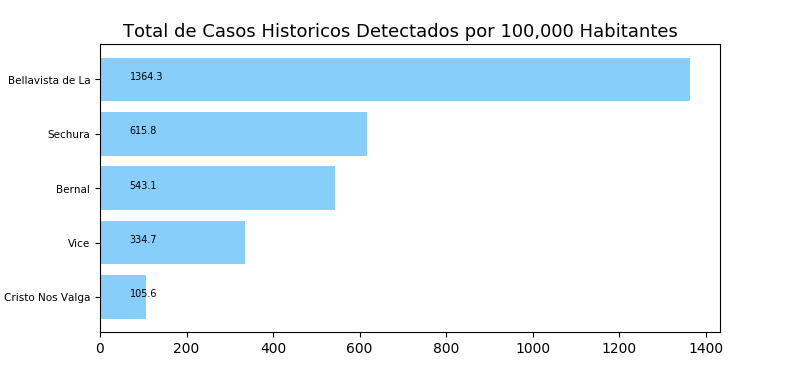 Total de Casos Historicos Detectados por 100,000 Habitantes
Bellavista de La
1364.3
Sechura
615.8
Bernal
543.1
Vice
334.7
Cristo Nos Valga
105.6
0 200 400 600 800 1000 1200 1400